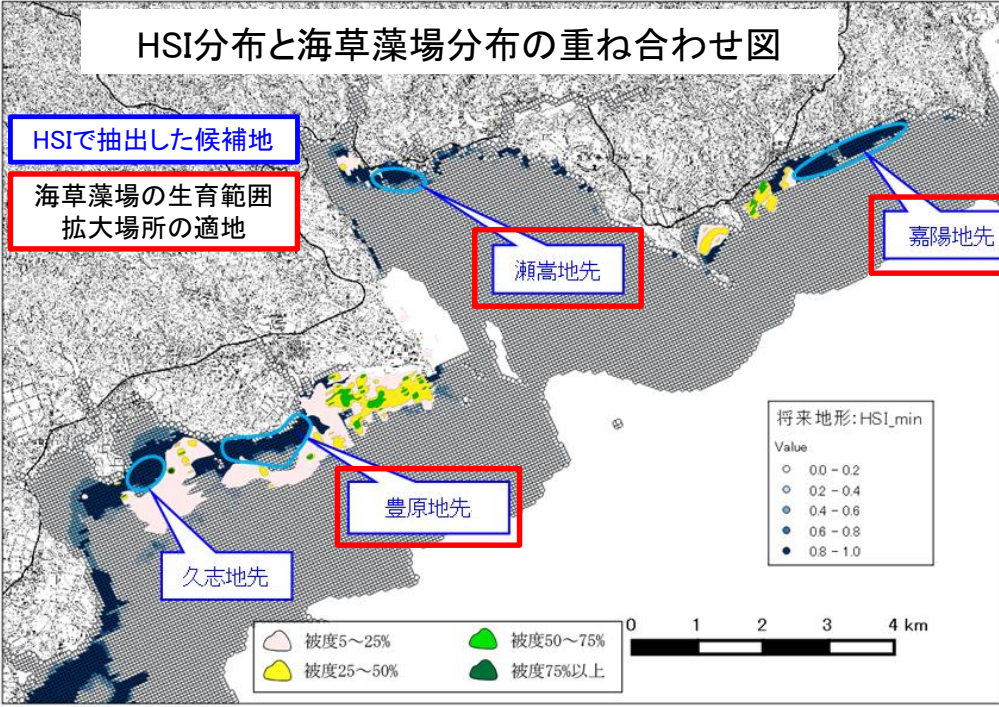 HSI分布と海草藻場分布の重ね合わせ図
HSIで抽出した候補地
海草藻場の生育範囲
拡大場所の適地
瀬嵩地先
嘉陽地先
豊原地先
久志地先
将来地形:HSI_min
Value
0.0 - 0.2
0.2 - 0.4
0.4 - 0.6
0.6 - 0.8
0.8 - 1.0
被度5～25%
被度50～75%
被度25～50%
被度75%以上
0 1 2 3 4 km